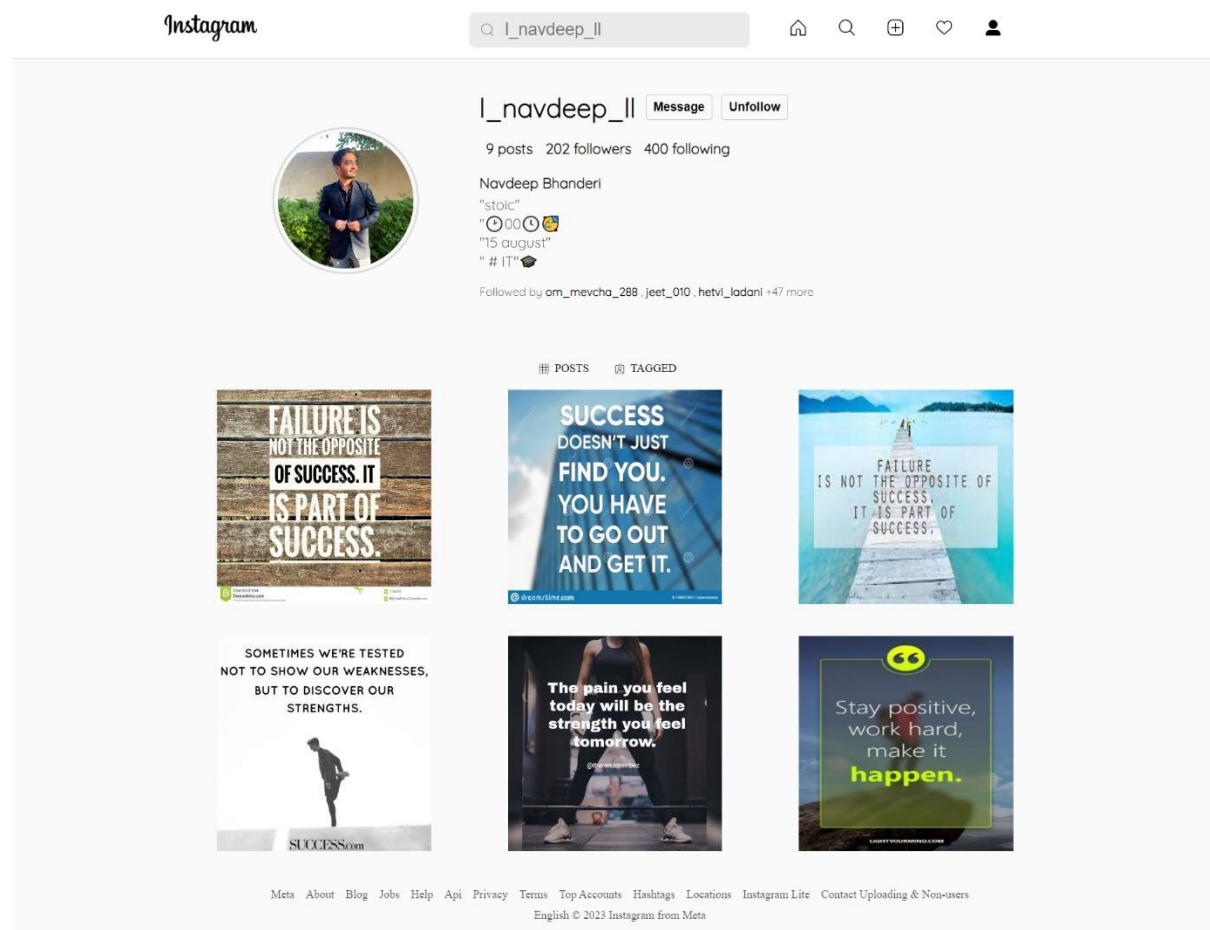 Instagram
l_navdeep_ll
l_navdeep_ll Message Unfollow
9 posts 202 followers 400 following
Navdeep Bhanderi
"stoic"
"🕑00🕔
"15 august"
" # IT"🎓
Followed by om_mevcha_288 , jeet_010 , hetvi_ladani +47 more
POSTS TAGGED
FAILURE IS
NOT THE OPPOSITE
OF SUCCESS. IT
IS PART OF
SUCCESS.
Dreamstime.com
SUCCESS
DOESN'T JUST
FIND YOU.
YOU HAVE
TO GO OUT
AND GET IT.
dreamstime.com
FAILURE
IS NOT THE OPPOSITE OF
SUCCESS.
IT IS PART OF
SUCCESS.
SOMETIMES WE'RE TESTED
NOT TO SHOW OUR WEAKNESSES,
BUT TO DISCOVER OUR
STRENGTHS.
SUCCESS.com
The pain you feel
today will be the
strength you feel
tomorrow.
Stay positive,
work hard,
make it
happen.
LIGHTYOURMIND.COM
Meta About Blog Jobs Help Api Privacy Terms Top Accounts Hashtags Locations Instagram Lite Contact Uploading & Non-users
English © 2023 Instagram from Meta